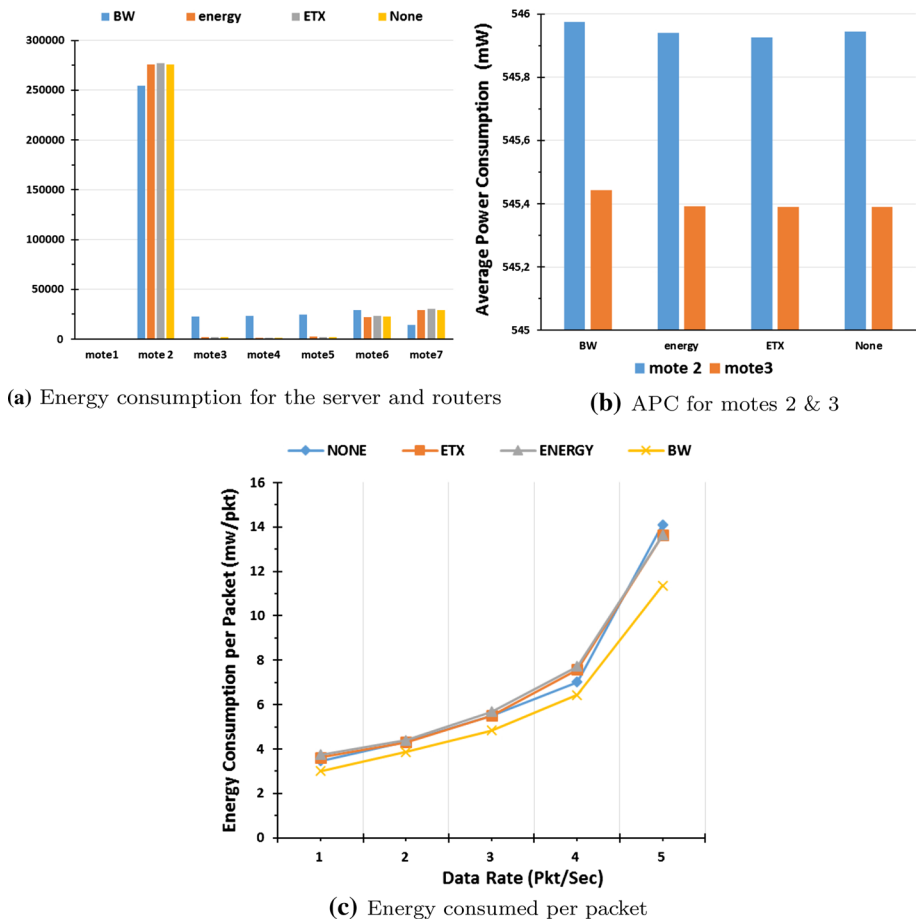 BW energy ETX None
300000
250000
200000
150000
100000
50000
0
mote1 mote 2 mote3 mote4 mote5 mote6 mote7
(a) Energy consumption for the server and routers
Average Power Consumption (mW)
546
545,8
545,6
545,4
545,2
545
BW energy ETX None
mote 2 mote3
(b) APC for motes 2 & 3
NONE ETX ENERGY BW
Energy Consumption per Packet (mw/pkt)
16
14
12
10
8
6
4
2
0
1 2 3 4 5
Data Rate (Pkt/Sec)
(c) Energy consumed per packet